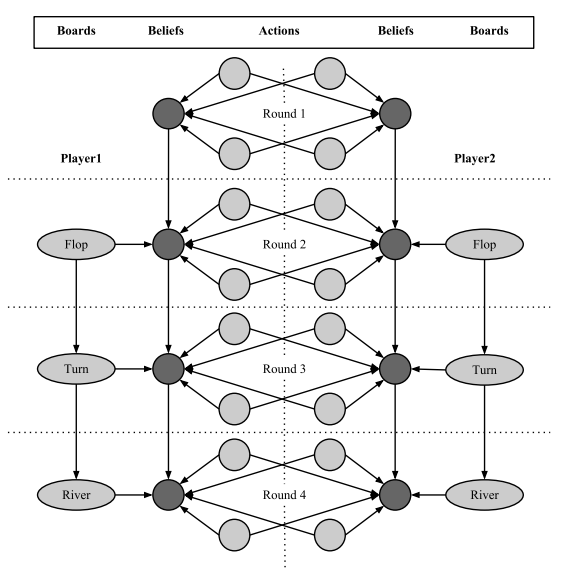 Boards Beliefs Actions Beliefs Boards
Round 1
Player1 Player2
Flop Round 2 Flop
Turn Round 3 Turn
River Round 4 River